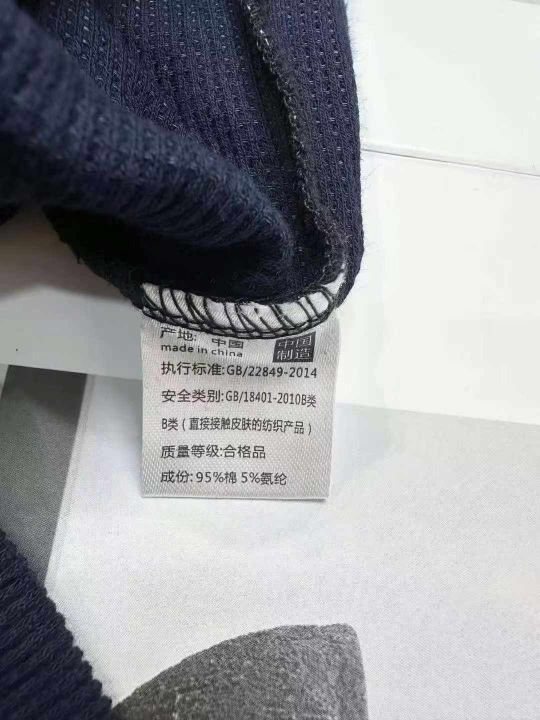 产地: 中国
made in china
中国
制造
执行标准:GB/22849-2014
安全类别:GB/18401-2010B类
B类（直接接触皮肤的纺织产品）
质量等级:合格品
成份: 95%棉 5%氨纶